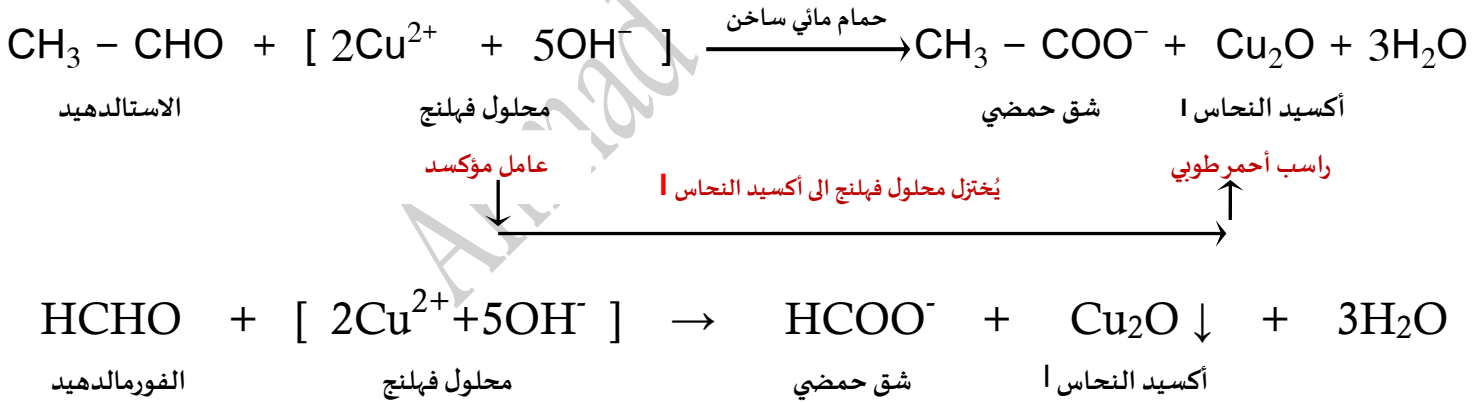 حمام مائي ساخن
CH₃ – CHO + [ 2Cu²⁺ + 5OH⁻ ] ⟶ CH₃ – COO⁻ + Cu₂O + 3H₂O
الاستالدهيد محلول فهلنج شق حمضي أكسيد النحاس I
عامل مؤكسد راسب أحمر طوبي
يُختزل محلول فهلنج الى أكسيد النحاس I
HCHO + [ 2Cu²⁺+5OH⁻ ] → HCOO⁻ + Cu₂O ↓ + 3H₂O
الفورمالدهيد محلول فهلنج شق حمضي أكسيد النحاس I